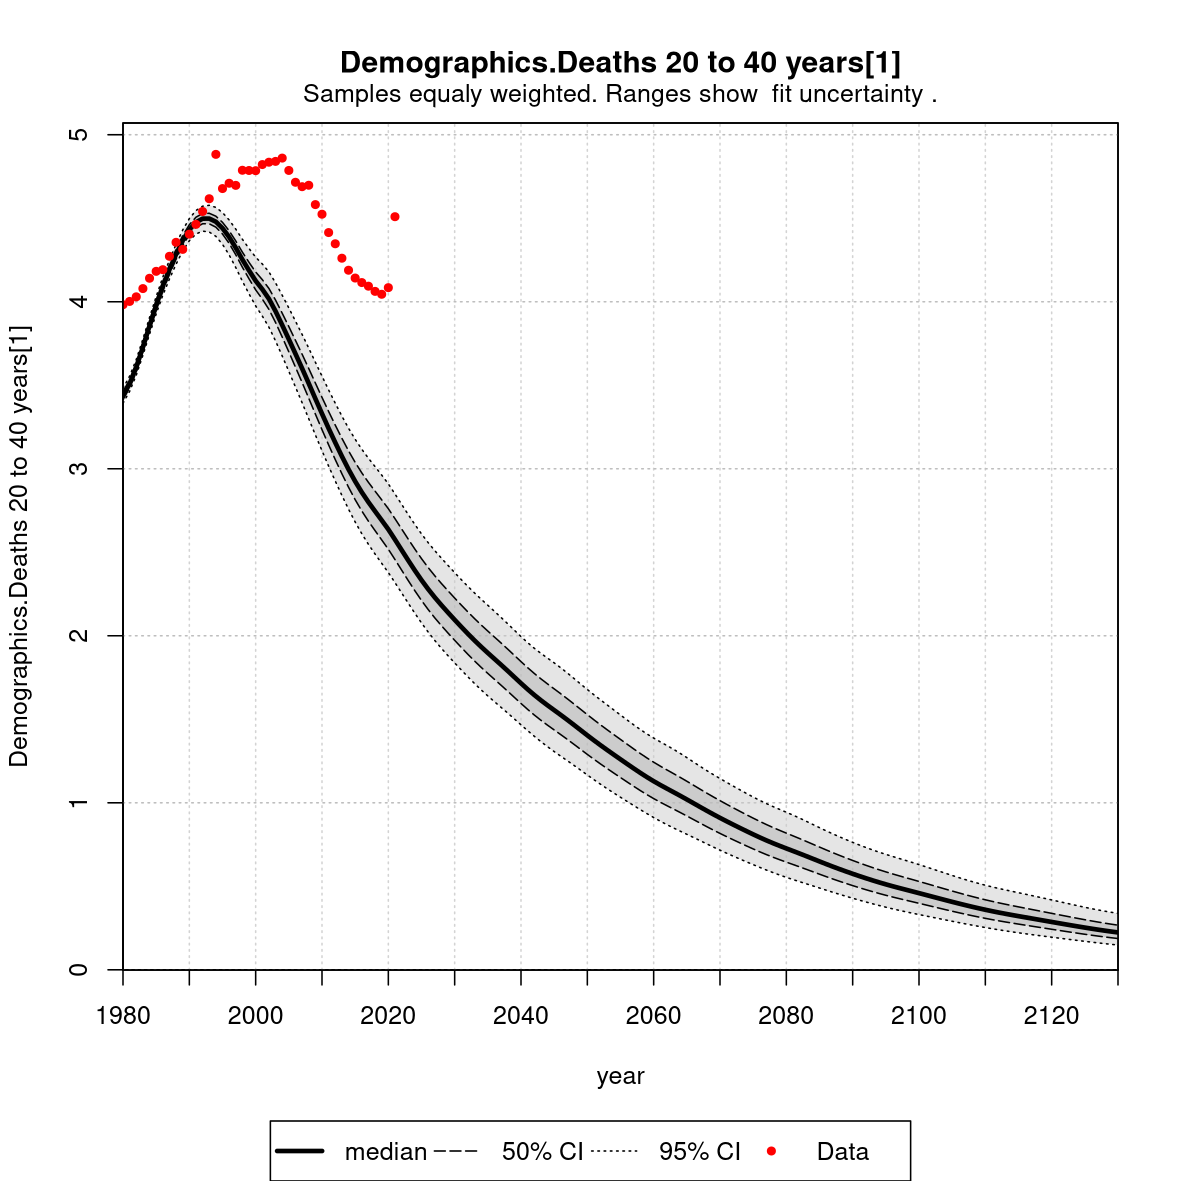 Demographics.Deaths 20 to 40 years[1]
Samples equaly weighted. Ranges show  fit uncertainty .
Demographics.Deaths 20 to 40 years[1]
5
4
3
2
1
0
1980 2000 2020 2040 2060 2080 2100 2120
year
median 50% CI 95% CI Data